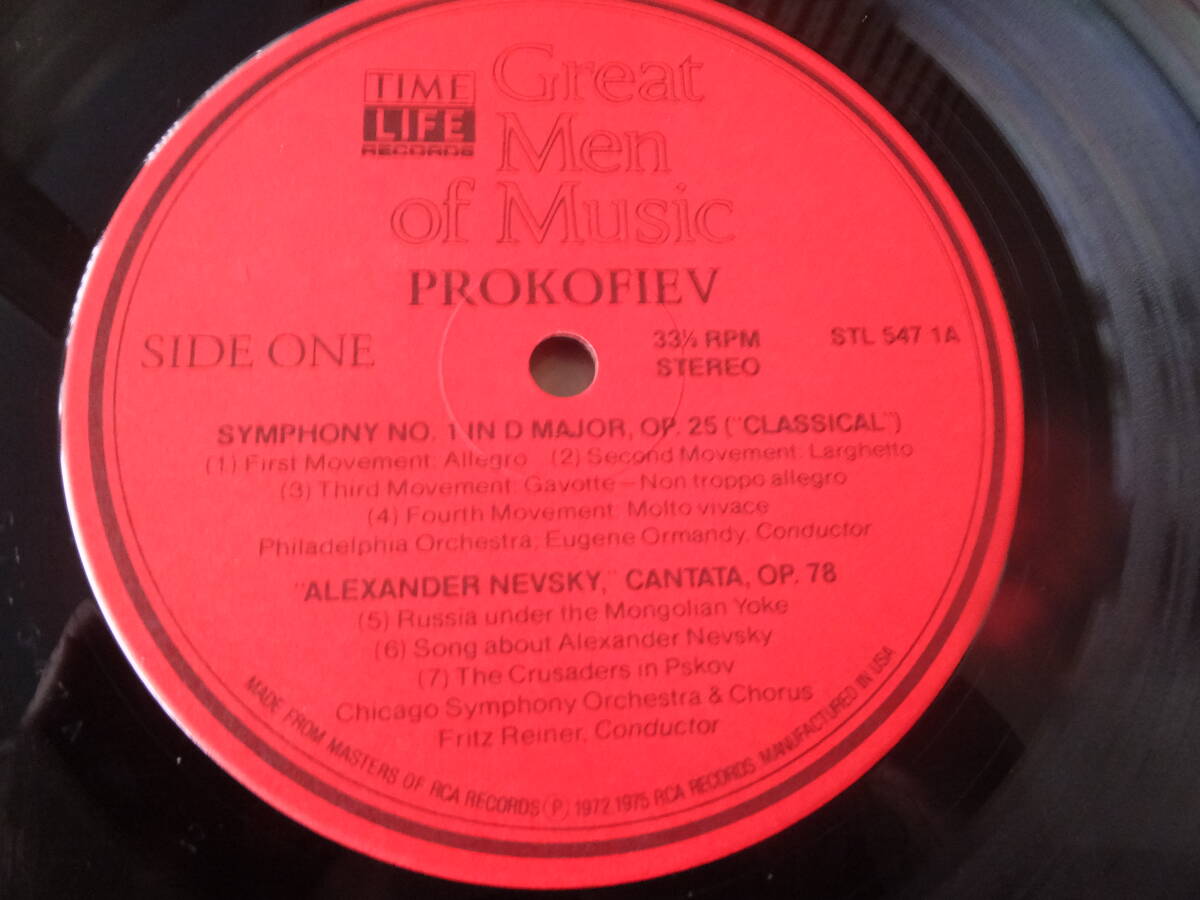 TIME
LIFE
RECORDS
Great
Men
of Music
PROKOFIEV
SIDE ONE
33⅓ RPM
STEREO
STL 547 1A
SYMPHONY NO. 1 IN D MAJOR, OP. 25 ("CLASSICAL")
(1) First Movement: Allegro (2) Second Movement: Larghetto
(3) Third Movement: Gavotte—Non troppo allegro
(4) Fourth Movement: Molto vivace
Philadelphia Orchestra; Eugene Ormandy, Conductor
"ALEXANDER NEVSKY," CANTATA, OP. 78
(5) Russia under the Mongolian Yoke
(6) Song about Alexander Nevsky
(7) The Crusaders in Pskov
Chicago Symphony Orchestra & Chorus
Fritz Reiner, Conductor
MADE FROM MASTERS OF RCA RECORDS Ⓟ 1972, 1975 RCA RECORDS. MANUFACTURED IN USA